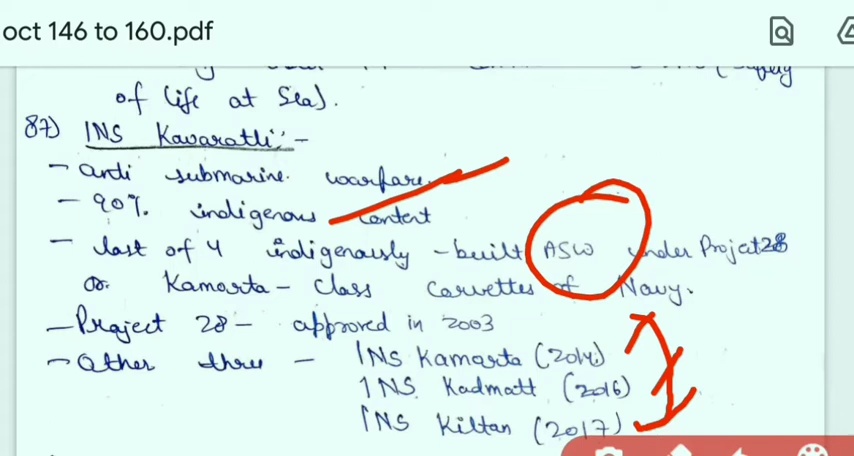 oct 146 to 160.pdf
of life at Sea).
87) INS Kavaratti:-
- anti submarine warfare.
- 90% indigenous content
- last of 4 indigenously-built ASW under Project 28
or Kamorta-Class Corvettes of Navy.
- Project 28 - approved in 2003
- Other three - INS Kamorta (2014)
INS Kadmatt (2016)
INS Kiltan (2017)